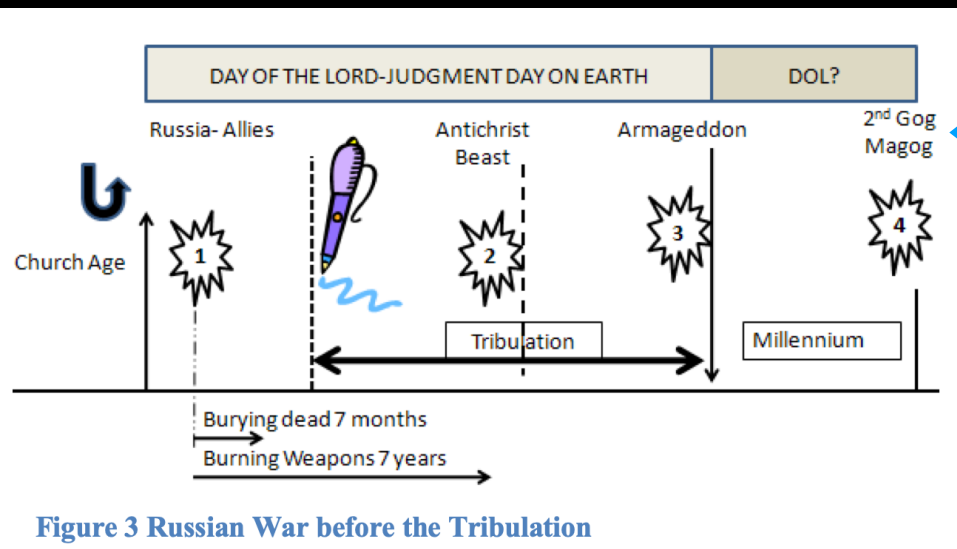 DAY OF THE LORD-JUDGMENT DAY ON EARTH
DOL?
Russia- Allies
Antichrist
Beast
Armageddon
2nd Gog
Magog
Church Age
1
2
3
4
Tribulation
Millennium
Burying dead 7 months
Burning Weapons 7 years
Figure 3 Russian War before the Tribulation